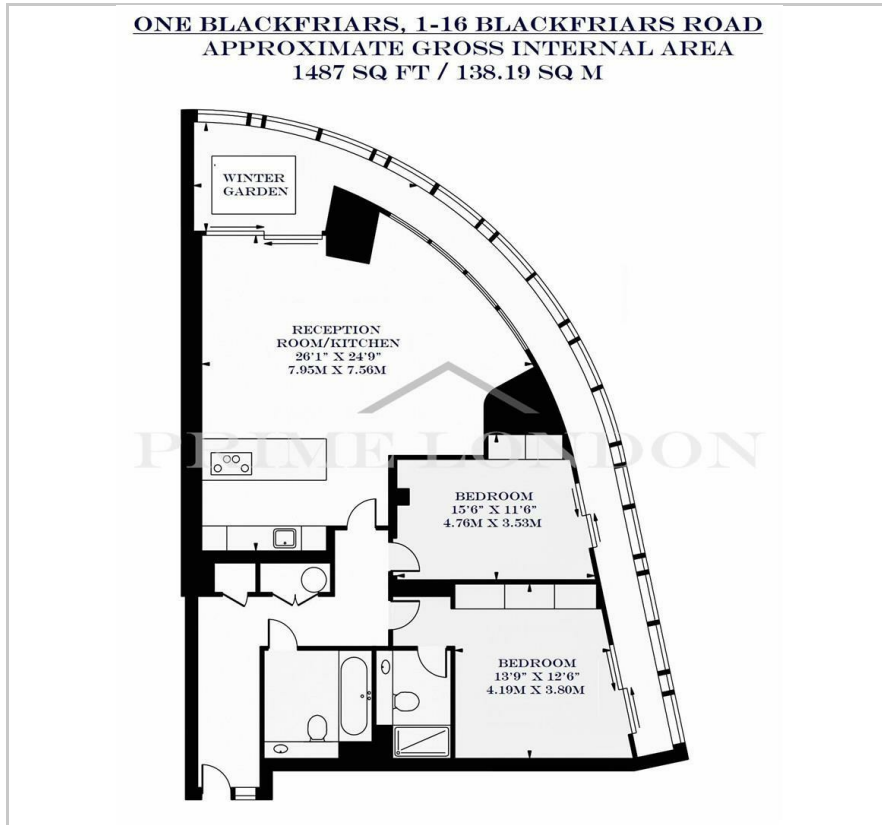 ONE BLACKFRIARS, 1-16 BLACKFRIARS ROAD
APPROXIMATE GROSS INTERNAL AREA
1487 SQ FT / 138.19 SQ M
WINTER
GARDEN
RECEPTION
ROOM/KITCHEN
26'1" X 24'9"
7.95M X 7.56M
PRIME LONDON
BEDROOM
15'6" X 11'6"
4.76M X 3.53M
BEDROOM
13'9" X 12'6"
4.19M X 3.80M